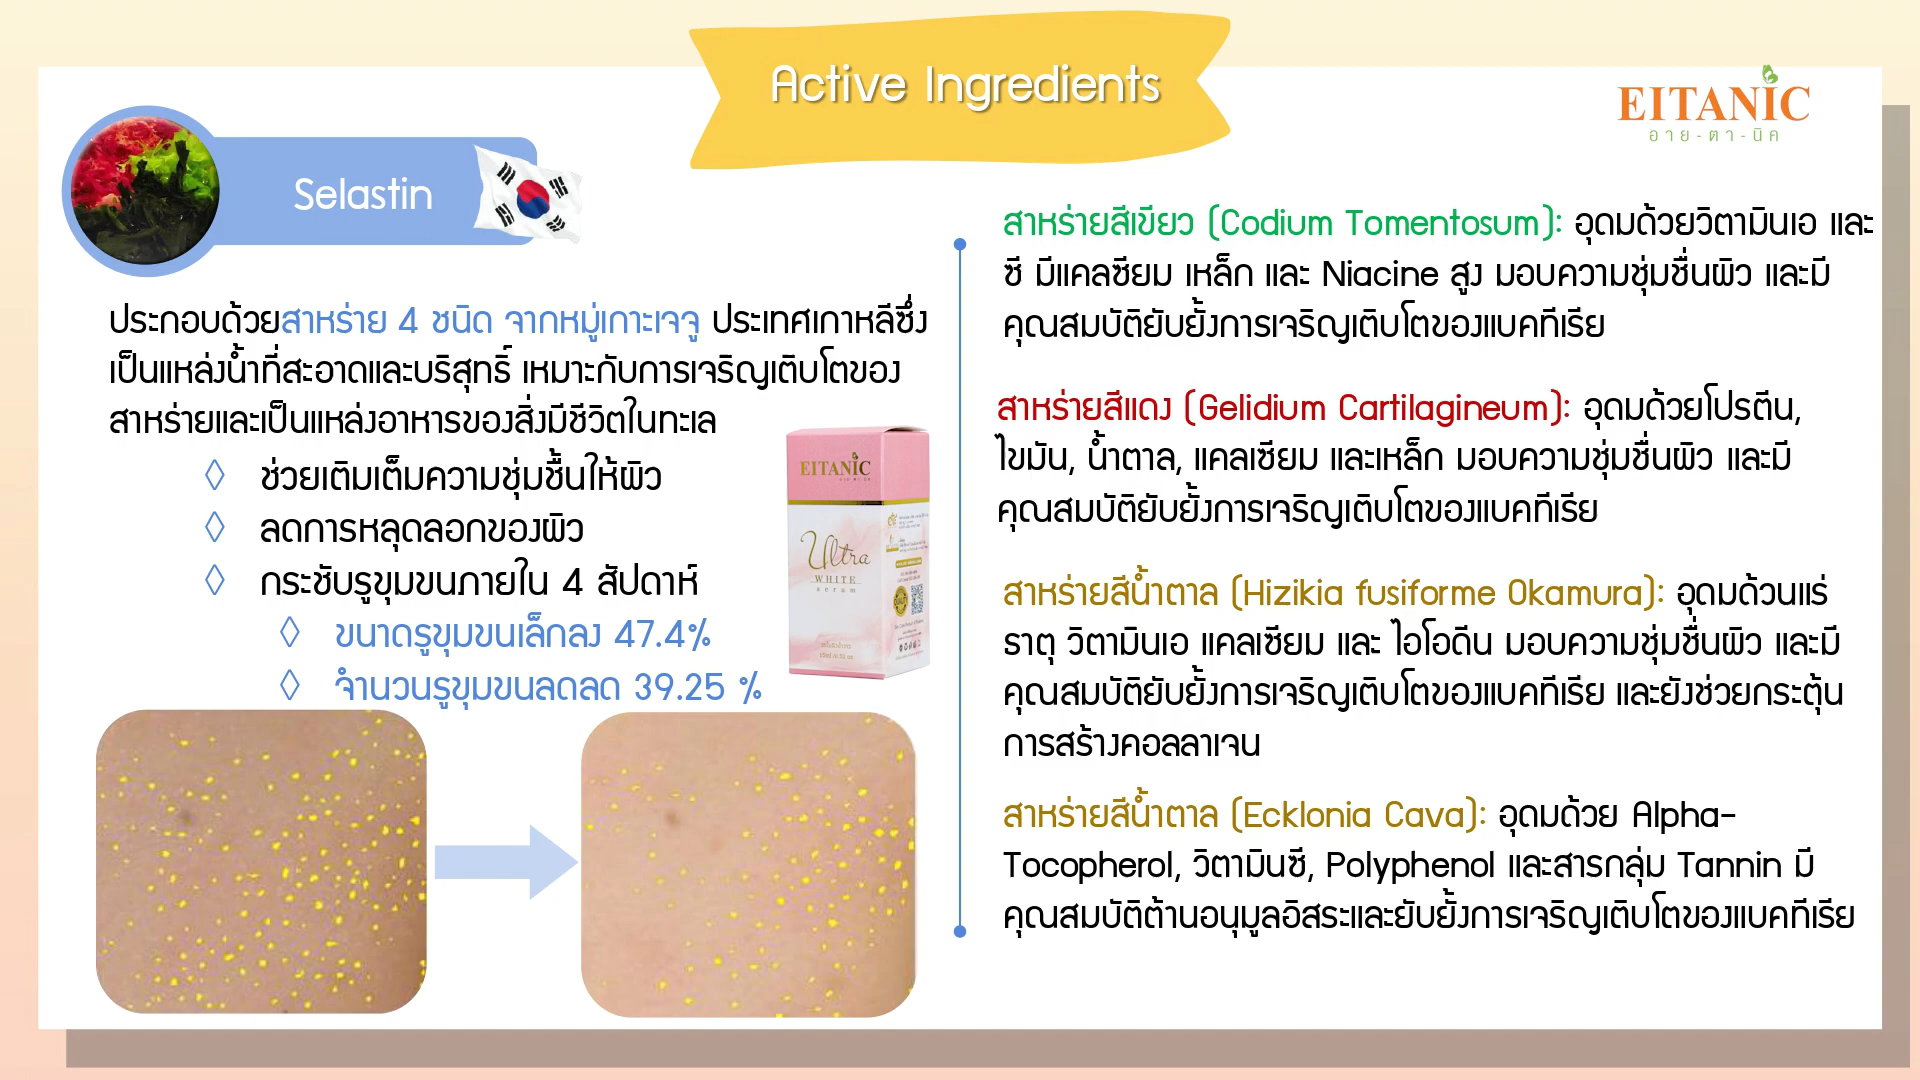 Active Ingredients
EITANIC
อาย-ตา-นิค
Selastin
ประกอบด้วยสาหร่าย 4 ชนิด จากหมู่เกาะเจจู ประเทศเกาหลีซึ่ง
เป็นแหล่งน้ำที่สะอาดและบริสุทธิ์ เหมาะกับการเจริญเติบโตของ
สาหร่ายและเป็นแหล่งอาหารของสิ่งมีชีวิตในทะเล
ช่วยเติมเต็มความชุ่มชื้นให้ผิว
ลดการหลุดลอกของผิว
กระชับรูขุมขนภายใน 4 สัปดาห์
ขนาดรูขุมขนเล็กลง 47.4%
จำนวนรูขุมขนลดลด 39.25 %
EITANIC
Ultra
WHITE
serum
สาหร่ายสีเขียว (Codium Tomentosum): อุดมด้วยวิตามินเอ และ
ซี มีแคลซียม เหล็ก และ Niacine สูง มอบความชุ่มชื่นผิว และมี
คุณสมบัติยับยั้งการเจริญเติบโตของแบคทีเรีย
สาหร่ายสีแดง (Gelidium Cartilagineum): อุดมด้วยโปรตีน,
ไขมัน, น้ำตาล, แคลเซียม และเหล็ก มอบความชุ่มชื่นผิว และมี
คุณสมบัติยับยั้งการเจริญเติบโตของแบคทีเรีย
สาหร่ายสีน้ำตาล (Hizikia fusiforme Okamura): อุดมด้วนแร่
ธาตุ วิตามินเอ แคลเซียม และ ไอโอดีน มอบความชุ่มชื่นผิว และมี
คุณสมบัติยับยั้งการเจริญเติบโตของแบคทีเรีย และยังช่วยกระตุ้น
การสร้างคอลลาเจน
สาหร่ายสีน้ำตาล (Ecklonia Cava): อุดมด้วย Alpha-
Tocopherol, วิตามินซี, Polyphenol และสารกลุ่ม Tannin มี
คุณสมบัติต้านอนุมูลอิสระและยับยั้งการเจริญเติบโตของแบคทีเรีย